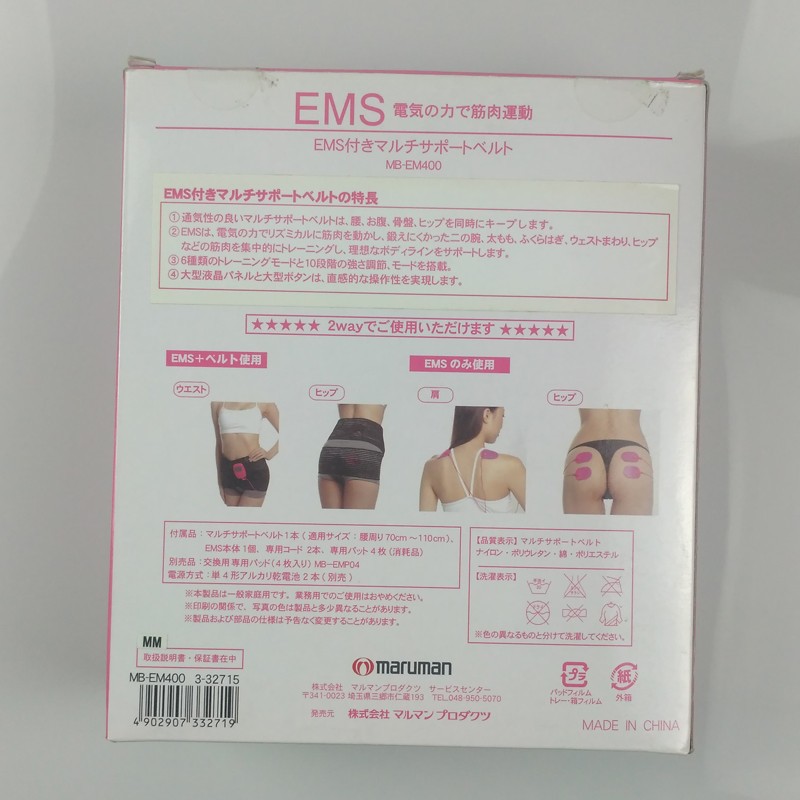 EMS 電気の力で筋肉運動
EMS付きマルチサポートベルト
MB-EM400
EMS付きマルチサポートベルトの特長
①通気性の良いマルチサポートベルトは、腰、お腹、骨盤、ヒップを同時にキープします。
②EMSは、電気の力でリズミカルに筋肉を動かし、鍛えにくかった二の腕、太もも、ふくらはぎ、ウェストまわり、ヒップ
などの筋肉を集中的にトレーニングし、理想なボディラインをサポートします。
③6種類のトレーニングモードと10段階の強さ調節、モードを搭載。
④大型液晶パネルと大型ボタンは、直感的な操作性を実現します。
★★★★★ 2wayでご使用いただけます ★★★★★
EMS+ベルト使用
EMSのみ使用
ウエスト
ヒップ
肩
ヒップ
付属品：マルチサポートベルト1本（適用サイズ：腰周り70cm～110cm）、
EMS本体1個、専用コード 2本、専用パット4枚（消耗品）
別売品：交換用専用パッド（4枚入り）MB-EMP04
電源方式：単4形アルカリ乾電池2本（別売）
【品質表示】マルチサポートベルト
ナイロン・ポリウレタン・綿・ポリエステル
【洗濯表示】
※色の異なるものと分けて洗濯してください。
※本製品は一般家庭用です。業務用でのご使用はおやめください。
※印刷の関係で、写真の色は製品と多少異なることがあります。
※製品および部品の仕様は予告なく変更することがあります。
MM
取扱説明書・保証書在中
MB-EM400 3-32715
4 902907 332719
maruman
株式会社 マルマンプロダクツ サービスセンター
〒341-0023 埼玉県三郷市仁蔵193 TEL.048-950-5070
発売元 株式会社 マルマン プロダクツ
プラ
パッドフィルム
トレー・箱フィルム
紙
外箱
MADE IN CHINA